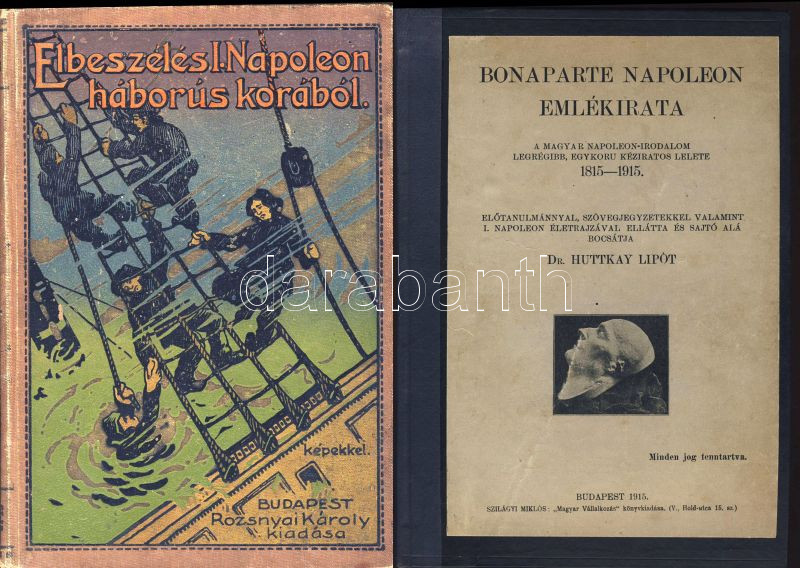 Elbeszélés I. Napoleon
háborús korából.
képekkel.
BUDAPEST
Rozsnyai Károly
kiadása
BONAPARTE NAPOLEON
EMLÉKIRATA
A MAGYAR NAPOLEON-IRODALOM
LEGRÉGIBB, EGYKORU KÉZIRATOS LELETE
1815—1915.
ELŐTANULMÁNNYAL, SZÖVEGJEGYZETEKKEL VALAMINT
I. NAPOLEON ÉLETRAJZÁVAL ELLÁTTA ÉS SAJTÓ ALÁ
BOCSÁTJA
DR. HUTTKAY LIPÓT
Minden jog fenntartva.
BUDAPEST 1915.
SZILÁGYI MIKLÓS: „Magyar Vállalkozás" könyvkiadása. (V., Hold-utca 15. sz.)
darabanth